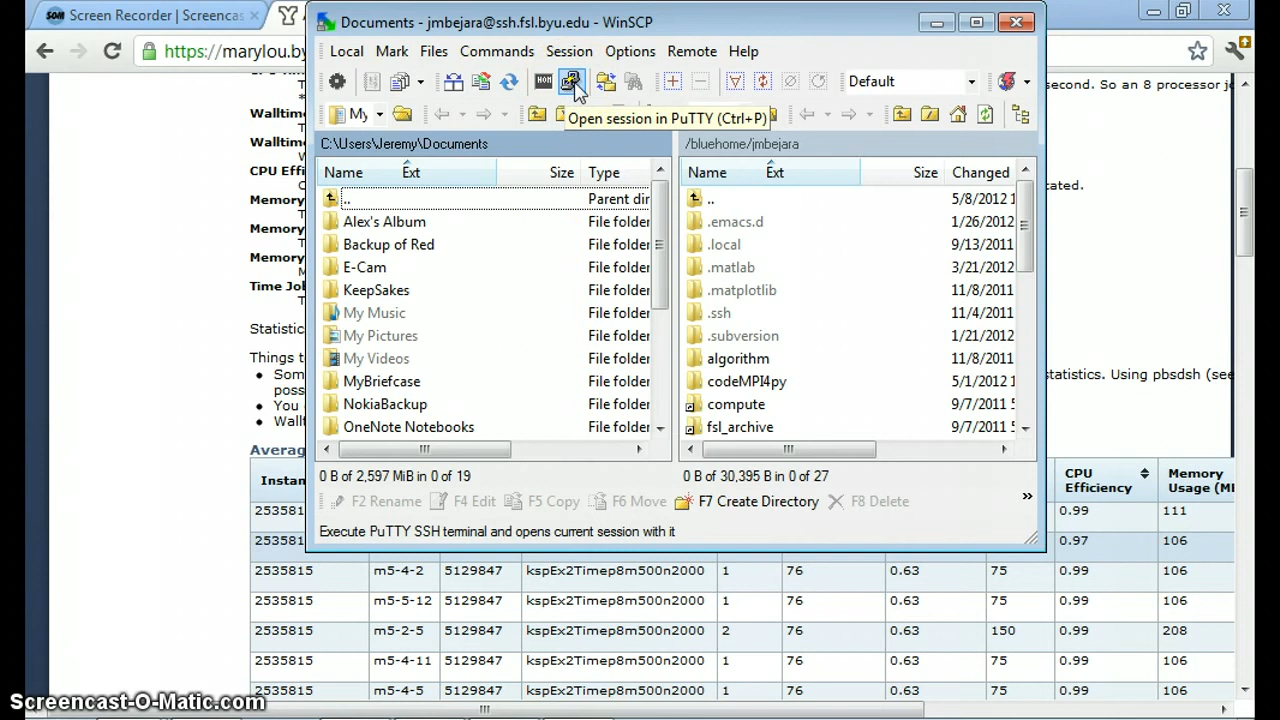 Screen Recorder | Screencas
Documents - jmbejara@ssh.fsl.byu.edu - WinSCP
https://marylou.by
Local Mark Files Commands Session Options Remote Help
Default
My
Open session in PuTTY (Ctrl+P)
C:\Users\Jeremy\Documents
/bluehome/jmbejara
Name Ext Size Type
.. Parent dir
Alex's Album File folder
Backup of Red File folder
E-Cam File folder
KeepSakes File folder
My Music File folder
My Pictures File folder
My Videos File folder
MyBriefcase File folder
NokiaBackup File folder
OneNote Notebooks File folder
Name Ext Size Changed
.. 5/8/2012 1
.emacs.d 1/26/2012
.local 9/13/2011
.matlab 3/21/2012
.matplotlib 11/8/2011
.ssh 11/4/2011
.subversion 1/21/2012
algorithm 11/8/2011
codeMPI4py 5/1/2012 1
compute 9/7/2011 5
fsl_archive 9/7/2011 5
0 B of 2,597 MiB in 0 of 19
0 B of 30,395 B in 0 of 27
F2 Rename F4 Edit F5 Copy F6 Move F7 Create Directory F8 Delete »
Execute PuTTY SSH terminal and opens current session with it
second. So an 8 processor jo
Walltim
Walltim
CPU Effi
ated.
Memory
Memory
Memory
Time Job
Statistic
Things t
Som
statistics. Using pbsdsh (see
poss
You
Wallt
Averag
Instan CPU Efficiency Memory Usage (MI
253581 0.99 111
253581 0.97 106
2535815 m5-4-2 5129847 kspEx2Timep8m500n2000 1 76 0.63 75 0.99 106
2535815 m5-5-12 5129847 kspEx2Timep8m500n2000 1 76 0.63 75 0.99 106
2535815 m5-2-5 5129847 kspEx2Timep8m500n2000 2 76 0.63 150 0.99 208
2535815 m5-4-11 5129847 kspEx2Timep8m500n2000 1 76 0.63 75 0.99 106
2535815 m5-4-5 5129847 kspEx2Timep8m500n2000 1 76 0.63 75 0.99 106
Screencast-O-Matic.com